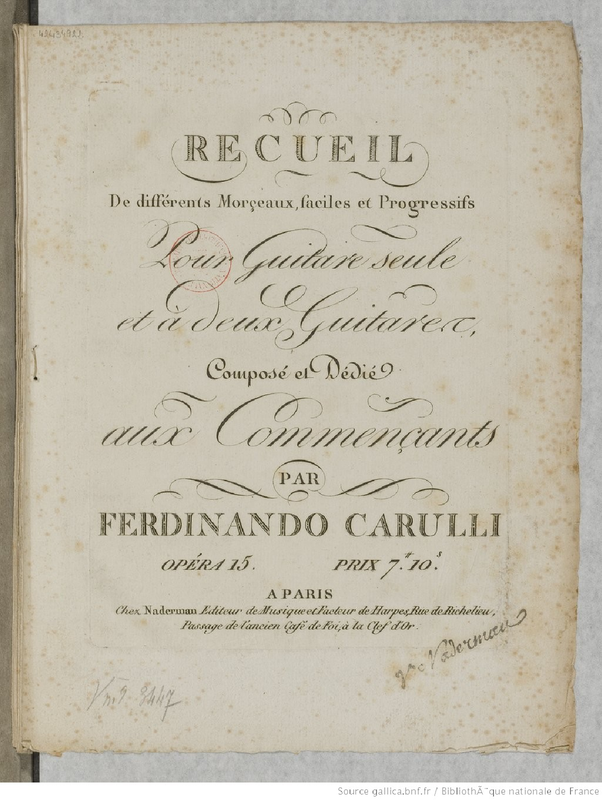 RECUEIL
De différents Morçeaux, faciles et Progressifs
Pour Guitare seule
et à deux Guitares,
Composé et Dédié
aux Commençants
PAR
FERDINANDO CARULLI
OPÉRA 15. PRIX 7.tt 10.s
A PARIS
Chez Naderman Editeur de Musique et Facteur de Harpes, Rue de Richelieu,
Passage de l'ancien Café de Foi, à la Clef d'Or.
Naderman
Source gallica.bnf.fr / BibliothÃ¨que nationale de France